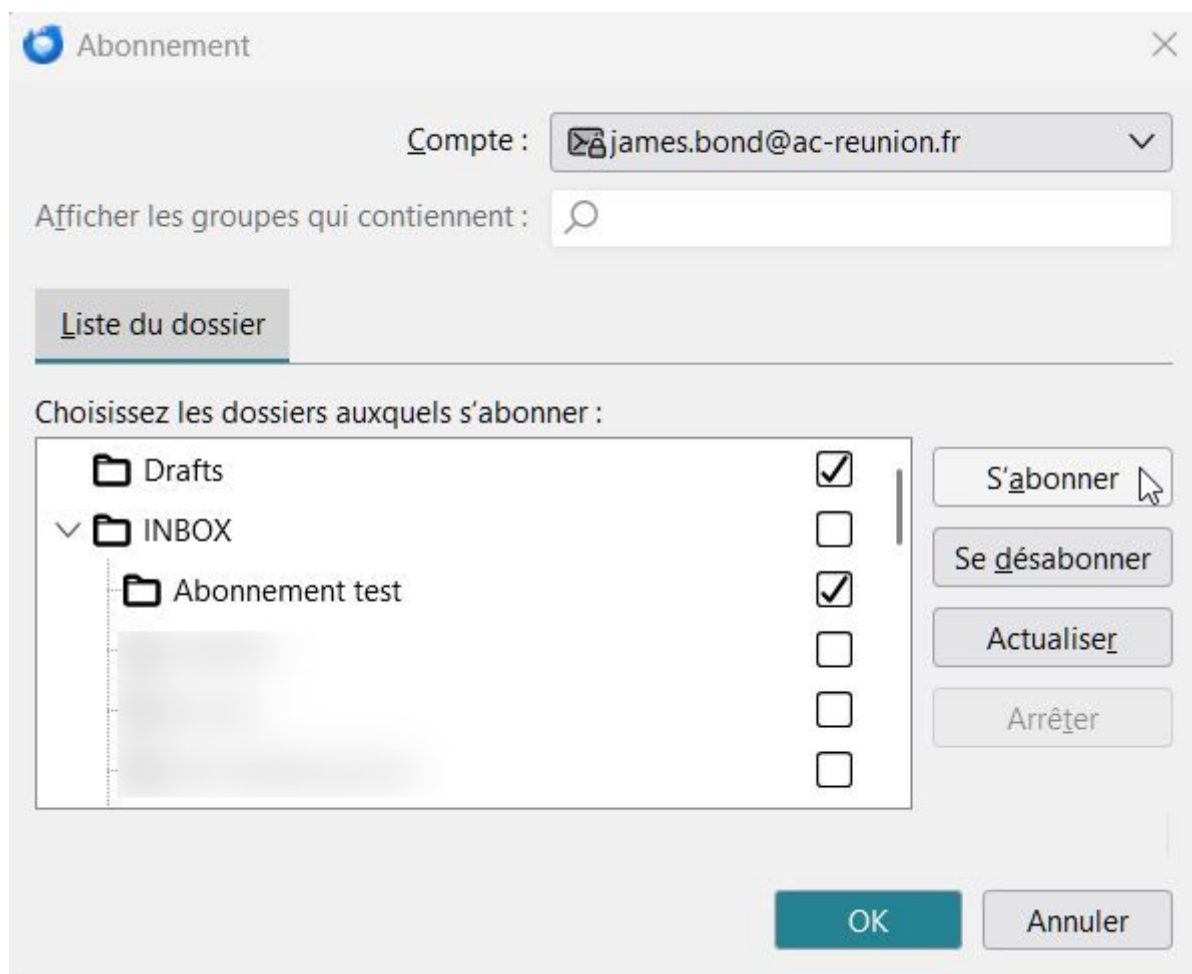 Abonnement
Compte : james.bond@ac-reunion.fr
Afficher les groupes qui contiennent :
Liste du dossier
Choisissez les dossiers auxquels s’abonner :
Drafts
INBOX
Abonnement test
S’abonner
Se désabonner
Actualiser
Arrêter
OK
Annuler